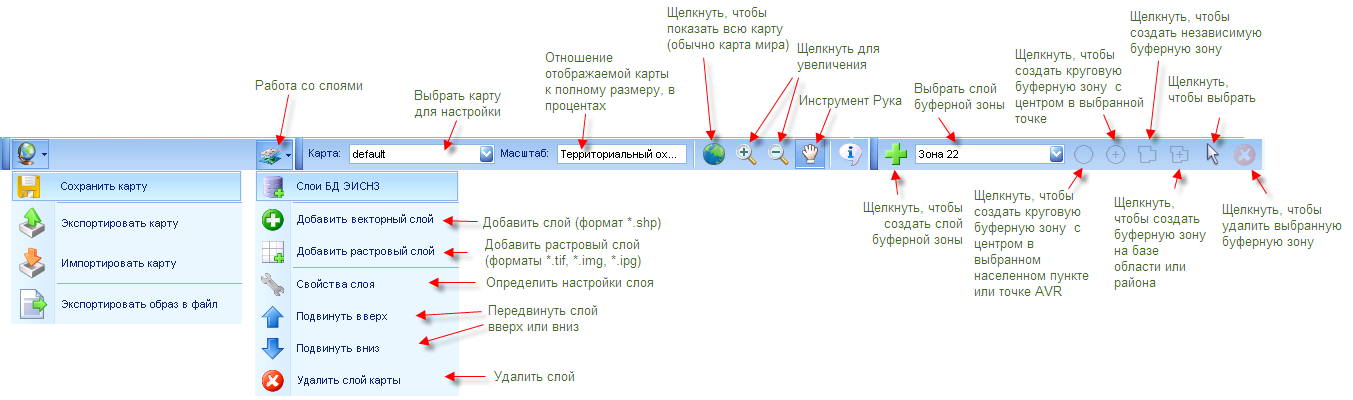 Щелкнуть, чтобы
показать всю карту
(обычно карта мира)
Щелкнуть, чтобы
создать независимую
буферную зону
Отношение
отображаемой карты
к полному размеру, в
процентах
Щелкнуть для
увеличения
Щелкнуть, чтобы
создать круговую
буферную зону с
центром в выбранной
точке
Работа со слоями
Выбрать карту
для настройки
Инструмент Рука
Выбрать слой
буферной зоны
Щелкнуть,
чтобы выбрать
Карта:
default
Масштаб:
Территориальный ох...
Зона 22
Сохранить карту
Экспортировать карту
Импортировать карту
Экспортировать образ в файл
Слои БД ЭИСНЗ
Добавить векторный слой
Добавить растровый слой
Свойства слоя
Подвинуть вверх
Подвинуть вниз
Удалить слой карты
Добавить слой (формат *.shp)
Добавить растровый слой
(форматы *.tif, *.img, *.ipg)
Определить настройки слоя
Передвинуть слой
вверх или вниз
Удалить слой
Щелкнуть, чтобы
создать слой
буферной зоны
Щелкнуть, чтобы
создать круговую
буферную зону с
центром в
выбранном
населенном пункте
или точке AVR
Щелкнуть,
чтобы создать
буферную зону
на базе
области или
района
Щелкнуть, чтобы
удалить выбранную
буферную зону